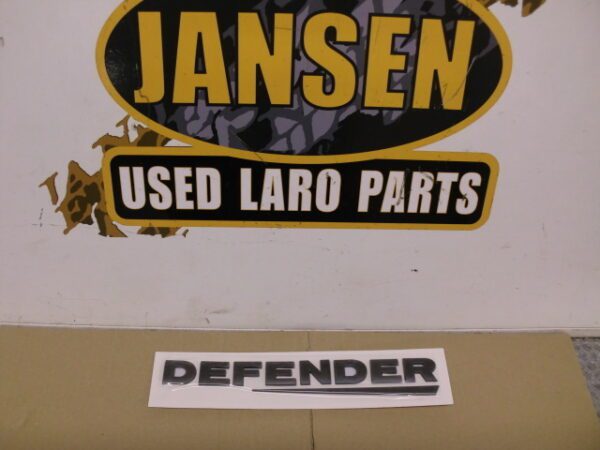 JANSEN
USED LARO PARTS
DEFENDER